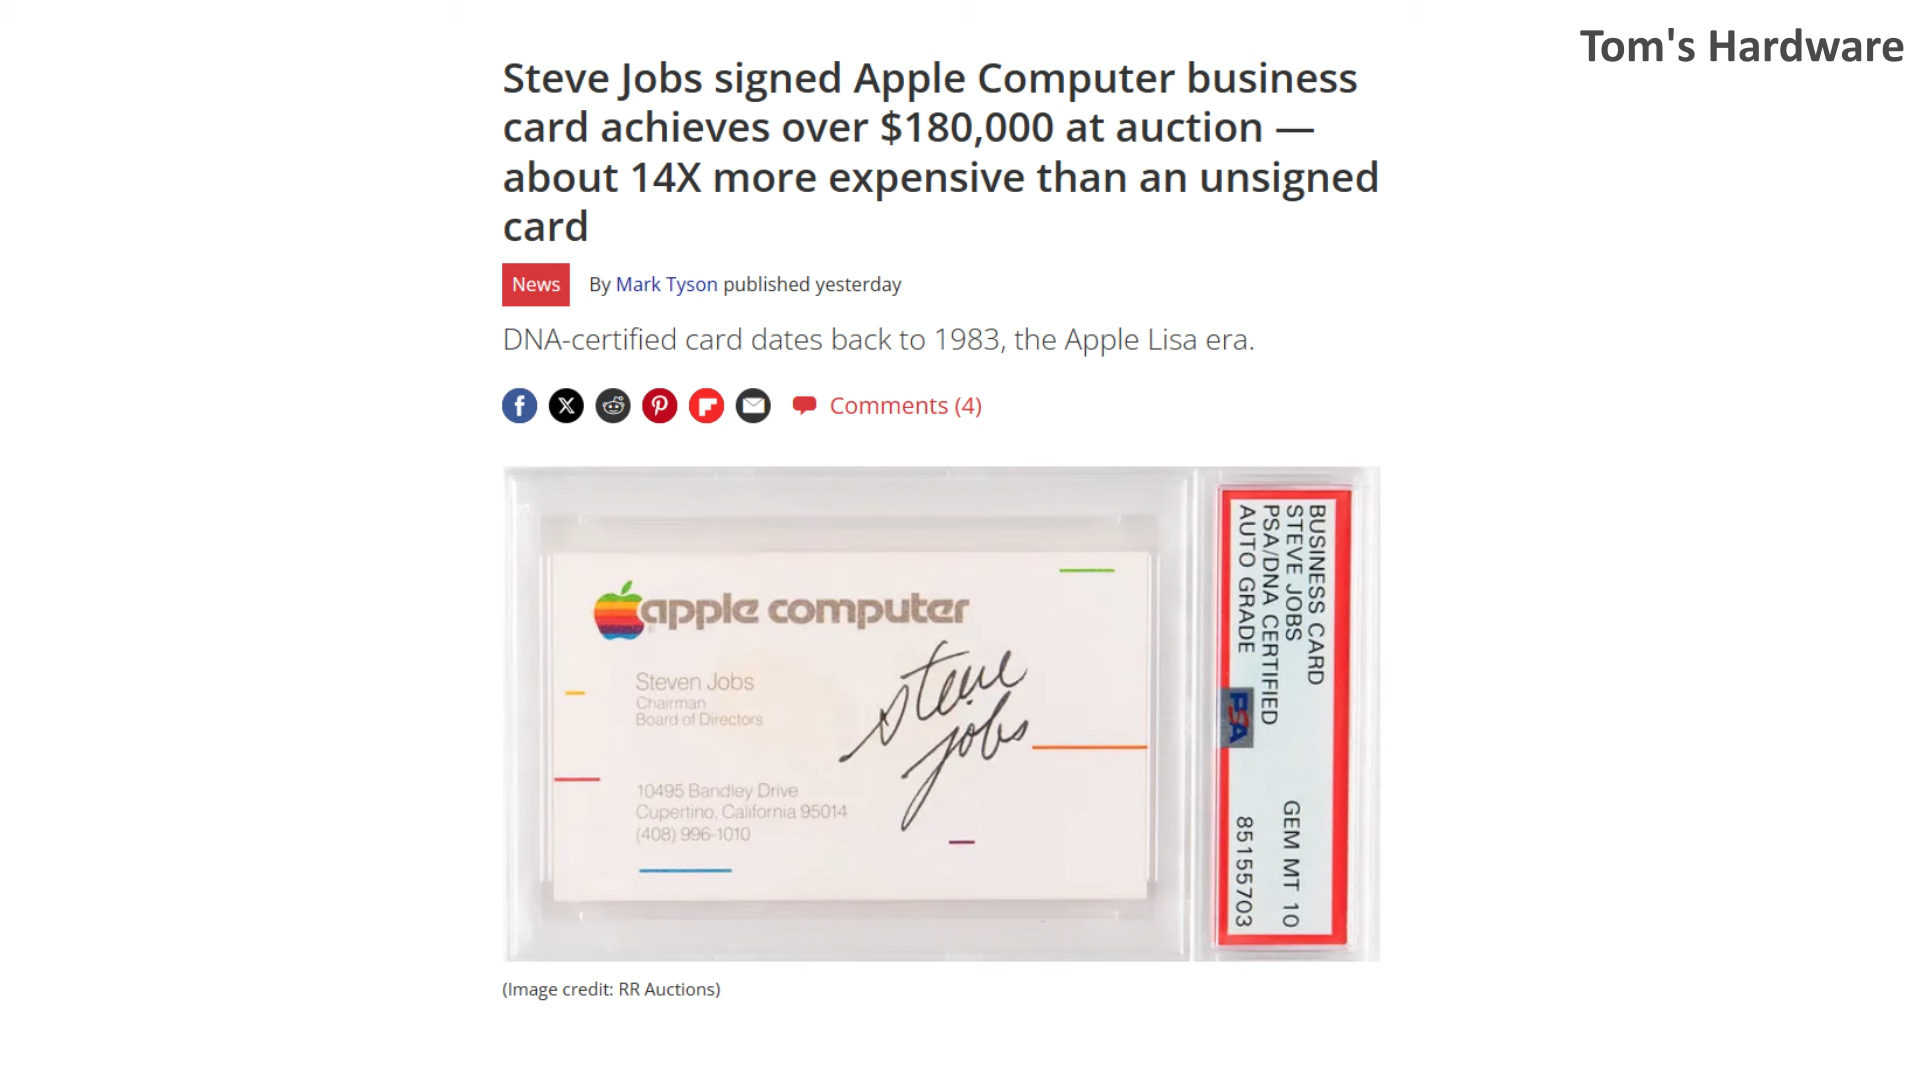 Tom's Hardware
Steve Jobs signed Apple Computer business
card achieves over $180,000 at auction —
about 14X more expensive than an unsigned
card
News By Mark Tyson published yesterday
DNA-certified card dates back to 1983, the Apple Lisa era.
Comments (4)
apple computer
Steven Jobs
Chairman
Board of Directors
steve
jobs
10495 Bandley Drive
Cupertino, California 95014
(408) 996-1010
BUSINESS CARD
STEVE JOBS GEM MT 10
PSA/DNA CERTIFIED
AUTO GRADE 85155703
PSA
(Image credit: RR Auctions)